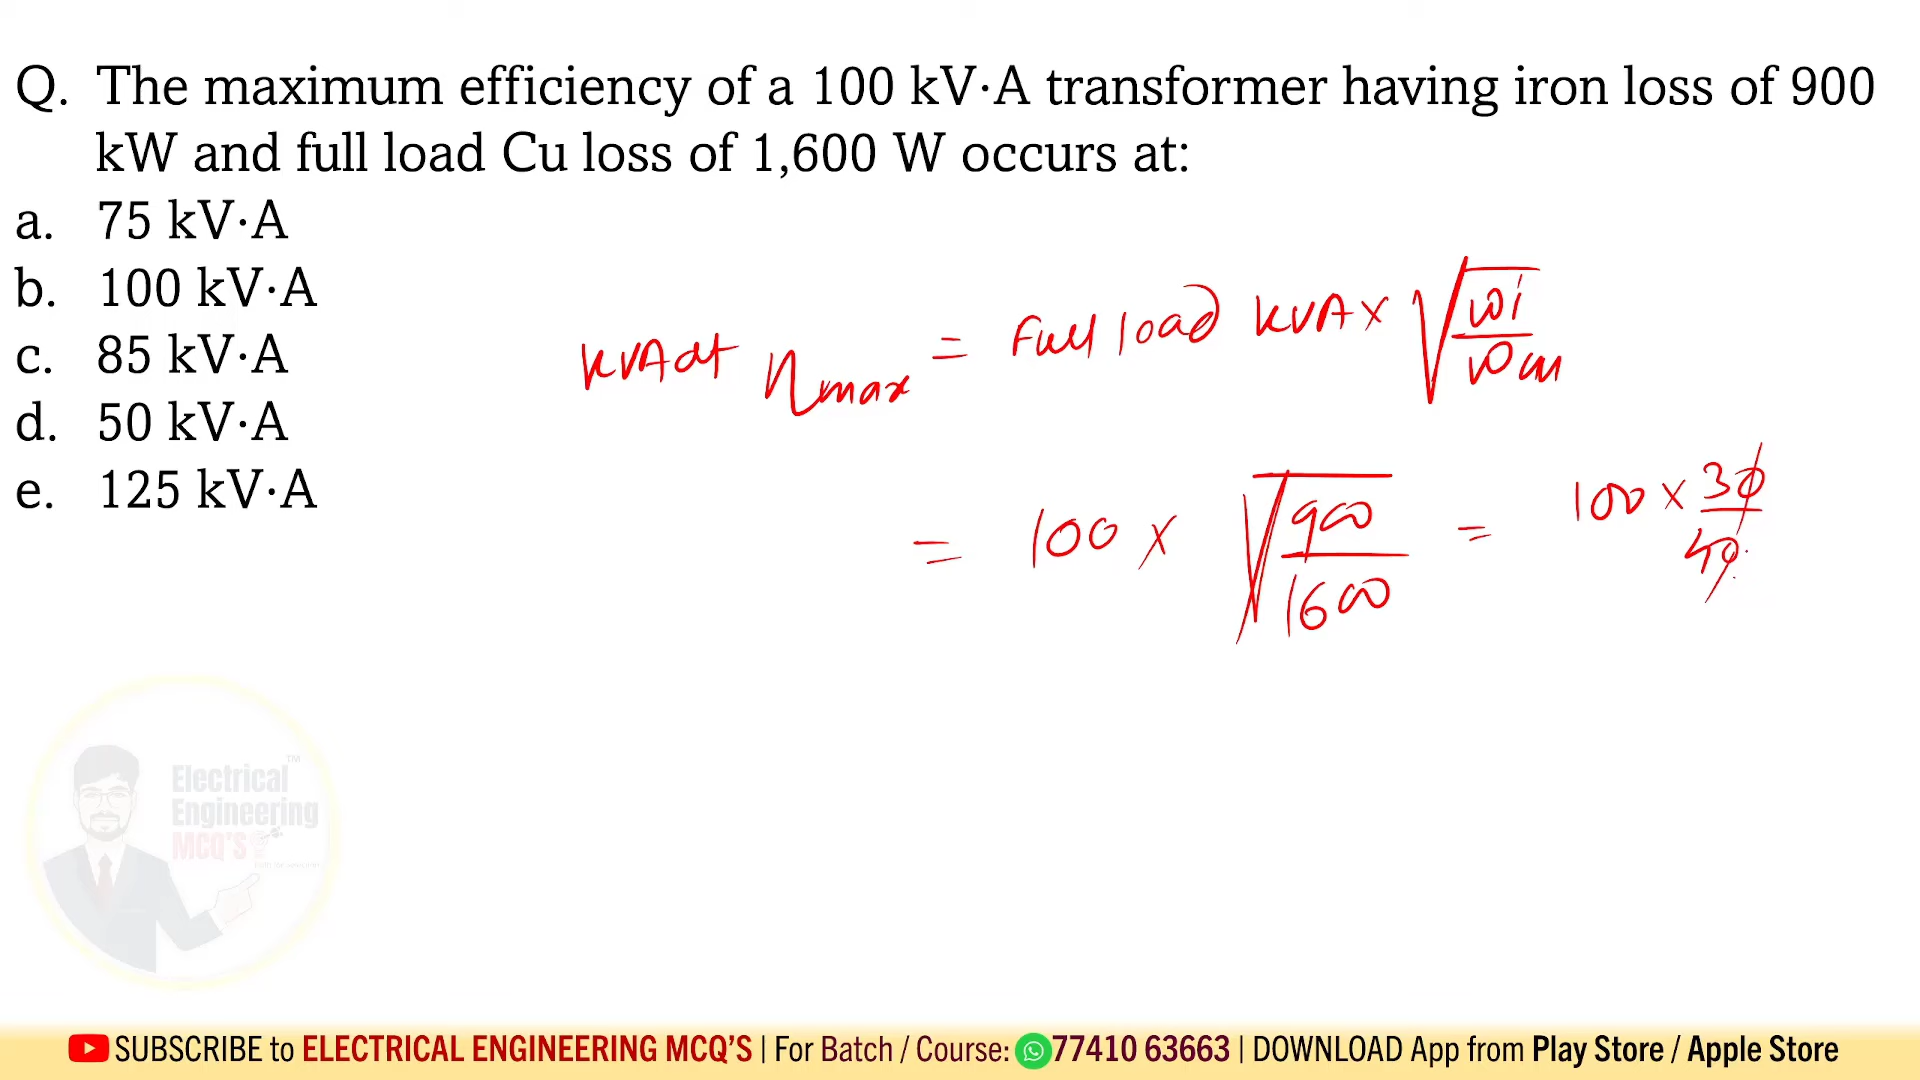 Q. The maximum efficiency of a 100 kV·A transformer having iron loss of 900
kW and full load Cu loss of 1,600 W occurs at:
a. 75 kV·A
b. 100 kV·A
c. 85 kV·A
d. 50 kV·A
e. 125 kV·A
kVA at ηmax = Full load kVA × √(Wi/Wcu)
= 100 × √(900/1600) = 100 × 30/40
Electrical™
Engineering
MCQ'S
SUBSCRIBE to ELECTRICAL ENGINEERING MCQ'S | For Batch / Course: 77410 63663 | DOWNLOAD App from Play Store / Apple Store